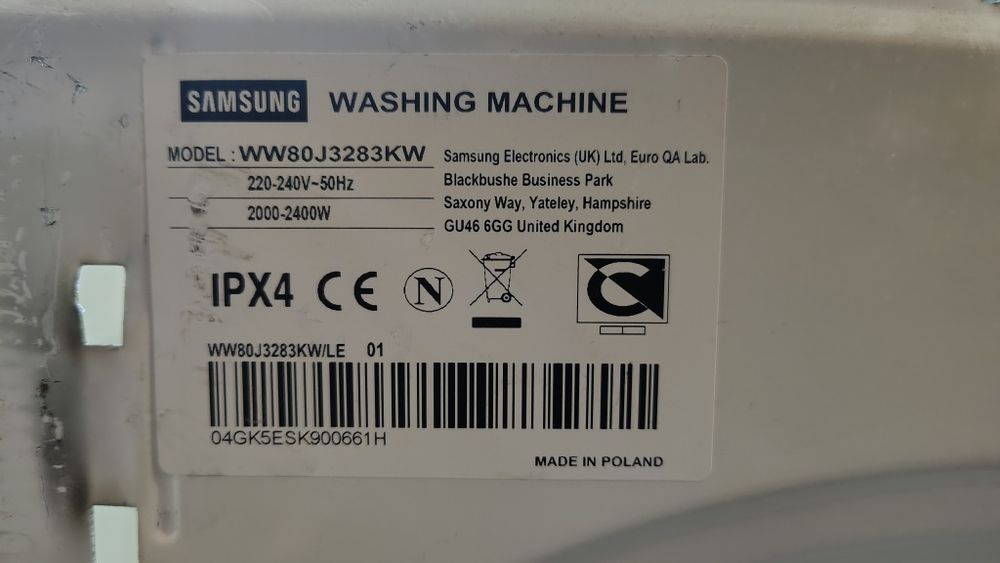 SAMSUNG WASHING MACHINE
MODEL : WW80J3283KW
220-240V~50Hz
2000-2400W
Samsung Electronics (UK) Ltd, Euro QA Lab.
Blackbushe Business Park
Saxony Way, Yateley, Hampshire
GU46 6GG United Kingdom
IPX4 CE N
WW80J3283KW/LE 01
04GK5ESK900661H
MADE IN POLAND